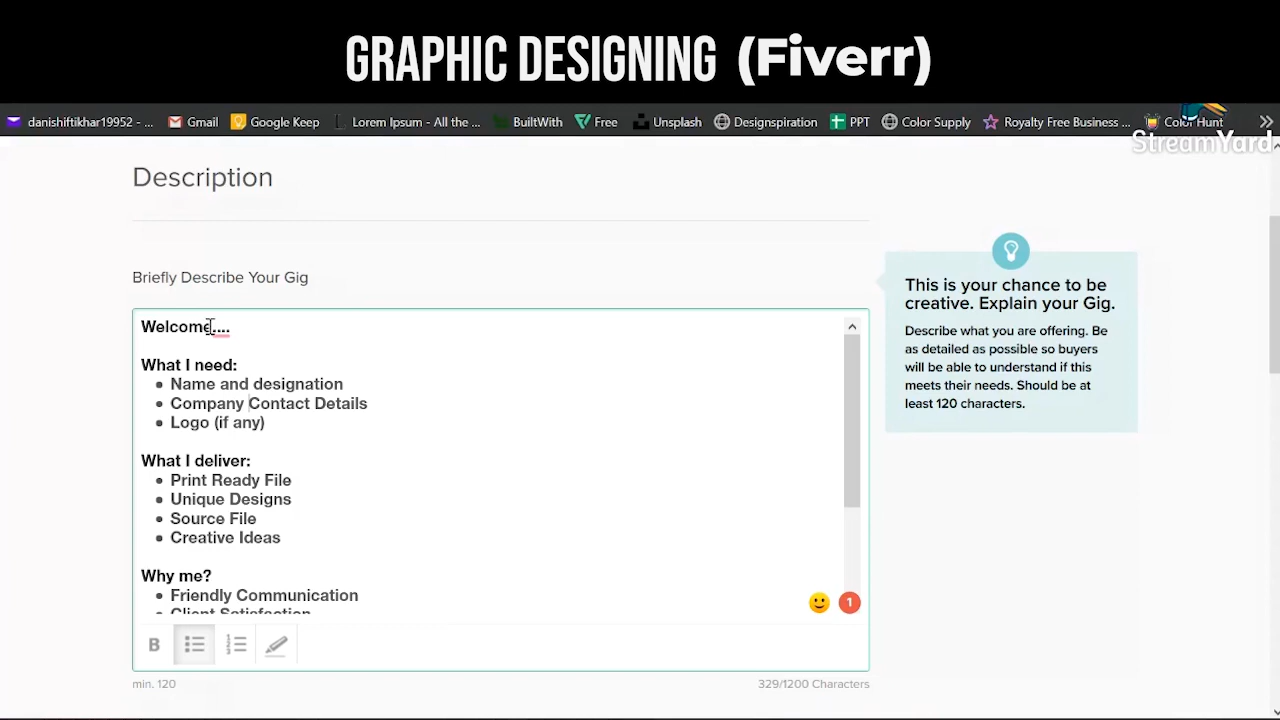 GRAPHIC DESIGNING (Fiverr)
danishiftikhar19952 - ...
Gmail
Google Keep
Lorem Ipsum - All the ...
BuiltWith
Free
Unsplash
Designspiration
PPT
Color Supply
Royalty Free Business ...
Color Hunt
StreamYard
Description
Briefly Describe Your Gig
Welcome....
What I need:
Name and designation
Company Contact Details
Logo (if any)
What I deliver:
Print Ready File
Unique Designs
Source File
Creative Ideas
Why me?
Friendly Communication
Client Satisfaction
1
B
min. 120
329/1200 Characters
This is your chance to be
creative. Explain your Gig.
Describe what you are offering. Be
as detailed as possible so buyers
will be able to understand if this
meets their needs. Should be at
least 120 characters.